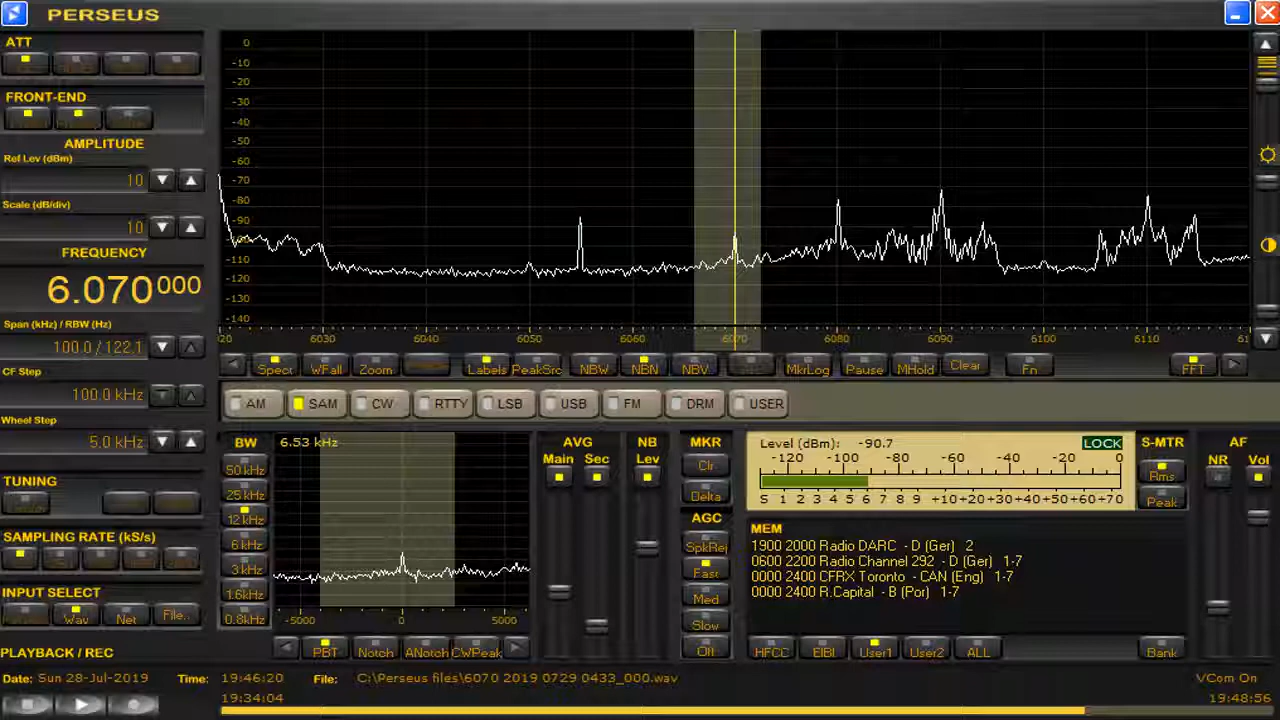 PERSEUS
ATT
FRONT-END
AMPLITUDE
Ref Lev (dBm)
10
Scale (dB/div)
10
FREQUENCY
6.070000
Span (kHz) / RBW (Hz)
100.0 / 122.1
CF Step
100.0 kHz
Wheel Step
5.0 kHz
TUNING
SAMPLING RATE (kS/s)
INPUT SELECT
Wav Net File..
PLAYBACK / REC
0
-10
-20
-30
-40
-50
-60
-70
-80
-90
-100
-110
-120
-130
-140
20 6030 6040 6050 6060 6070 6080 6090 6100 6110 61
Spect WFall Zoom Labels PeakSrc NBW NBN NBV MkrLog Pause MHold Clear Fn FFT
AM SAM CW RTTY LSB USB FM DRM USER
BW
50 kHz
25 kHz
12 kHz
6 kHz
3 kHz
1.6kHz
0.8kHz
6.53 kHz
-5000 0 5000
PBT Notch ANotch CWPeak
AVG
Main Sec
NB
Lev
MKR
Clr
Delta
AGC
SpkRej
Fast
Med
Slow
Off
Level (dBm): -90.7 LOCK
-120 -100 -80 -60 -40 -20 0
S 1 2 3 4 5 6 7 8 9 +10+20+30+40+50+60+70
S-MTR
Rms
Peak
AF
NR Vol
MEM
1900 2000 Radio DARC - D (Ger) 2
0600 2200 Radio Channel 292 - D (Ger) 1-7
0000 2400 CFRX Toronto - CAN (Eng) 1-7
0000 2400 R.Capital - B (Por) 1-7
HFCC EIBI User1 User2 ALL Bank
Date: Sun 28-Jul-2019 Time: 19:46:20 File: C:\Perseus files\6070 2019 0729 0433_000.wav VCom On
19:34:04 19:48:56